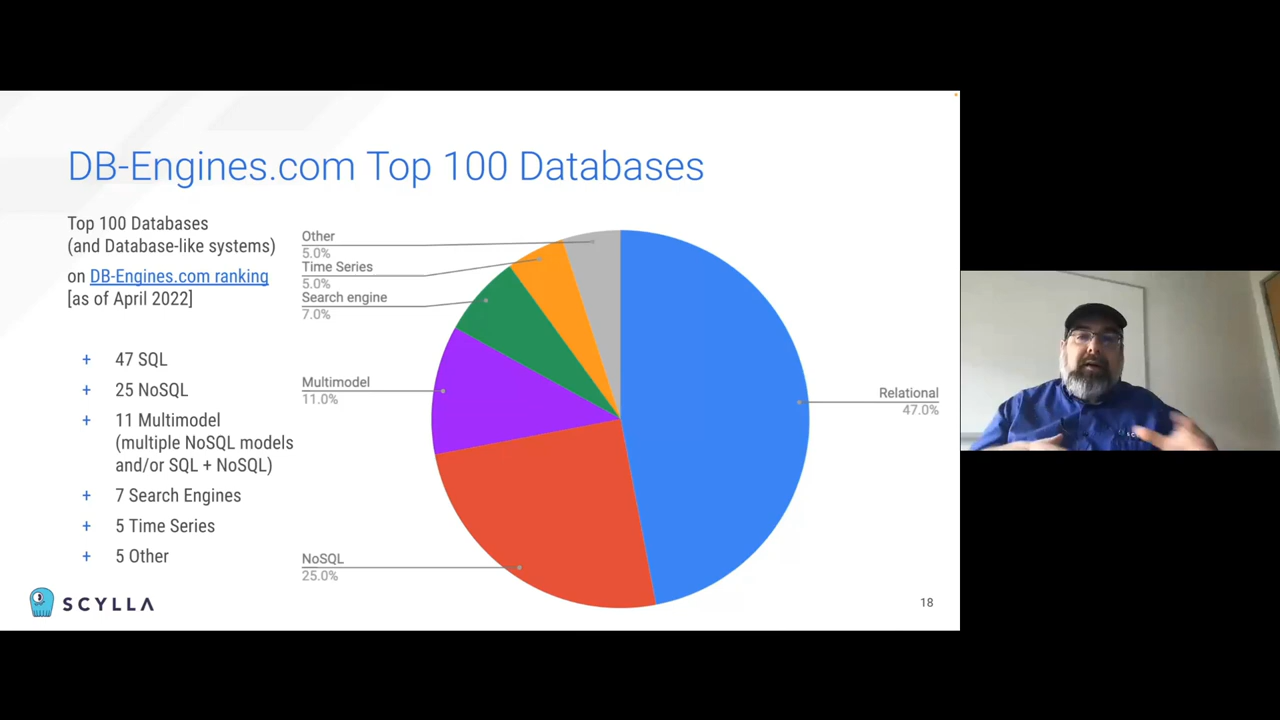 DB-Engines.com Top 100 Databases
Top 100 Databases
(and Database-like systems)
on DB-Engines.com ranking
[as of April 2022]
+ 47 SQL
+ 25 NoSQL
+ 11 Multimodel
(multiple NoSQL models
and/or SQL + NoSQL)
+ 7 Search Engines
+ 5 Time Series
+ 5 Other
Other
5.0%
Time Series
5.0%
Search engine
7.0%
Multimodel
11.0%
NoSQL
25.0%
Relational
47.0%
SCYLLA
18